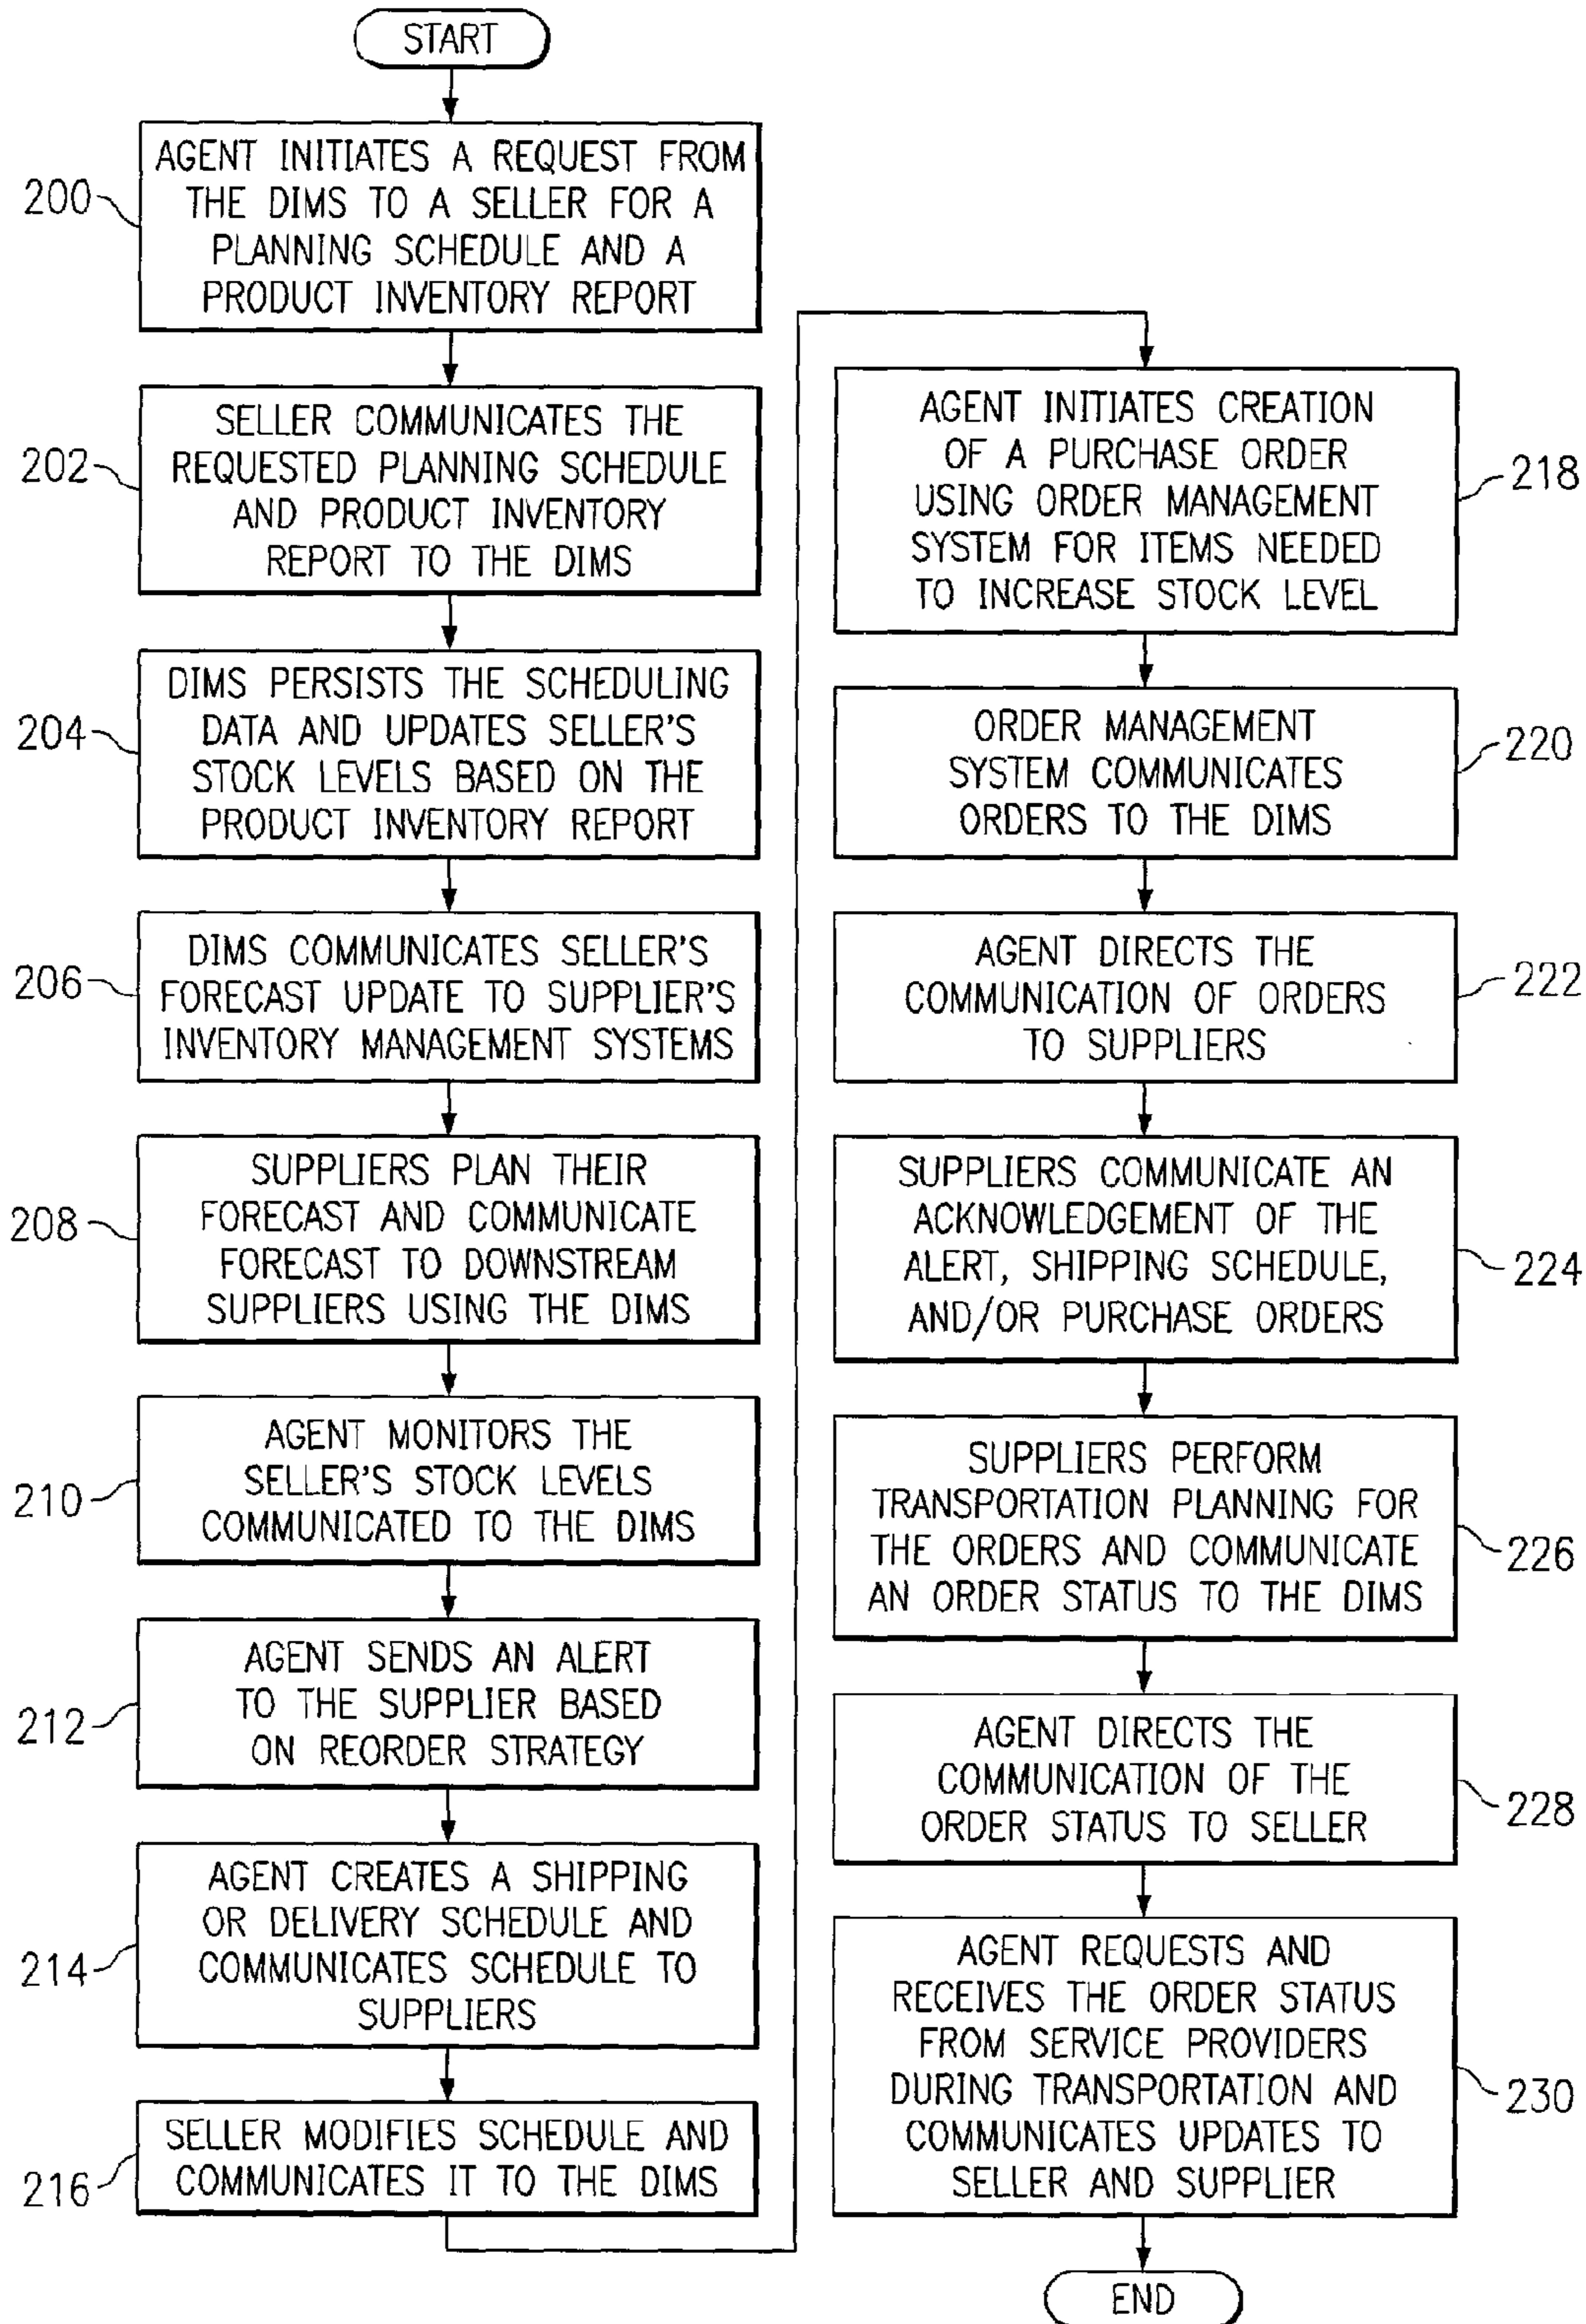 START
200
AGENT INITIATES A REQUEST FROM
THE DIMS TO A SELLER FOR A
PLANNING SCHEDULE AND A
PRODUCT INVENTORY REPORT
202
SELLER COMMUNICATES THE
REQUESTED PLANNING SCHEDULE
AND PRODUCT INVENTORY
REPORT TO THE DIMS
204
DIMS PERSISTS THE SCHEDULING
DATA AND UPDATES SELLER'S
STOCK LEVELS BASED ON THE
PRODUCT INVENTORY REPORT
206
DIMS COMMUNICATES SELLER'S
FORECAST UPDATE TO SUPPLIER'S
INVENTORY MANAGEMENT SYSTEMS
208
SUPPLIERS PLAN THEIR
FORECAST AND COMMUNICATE
FORECAST TO DOWNSTREAM
SUPPLIERS USING THE DIMS
210
AGENT MONITORS THE
SELLER'S STOCK LEVELS
COMMUNICATED TO THE DIMS
212
AGENT SENDS AN ALERT
TO THE SUPPLIER BASED
ON REORDER STRATEGY
214
AGENT CREATES A SHIPPING
OR DELIVERY SCHEDULE AND
COMMUNICATES SCHEDULE TO
SUPPLIERS
216
SELLER MODIFIES SCHEDULE AND
COMMUNICATES IT TO THE DIMS
AGENT INITIATES CREATION
OF A PURCHASE ORDER
USING ORDER MANAGEMENT
SYSTEM FOR ITEMS NEEDED
TO INCREASE STOCK LEVEL
218
ORDER MANAGEMENT
SYSTEM COMMUNICATES
ORDERS TO THE DIMS
220
AGENT DIRECTS THE
COMMUNICATION OF ORDERS
TO SUPPLIERS
222
SUPPLIERS COMMUNICATE AN
ACKNOWLEDGEMENT OF THE
ALERT, SHIPPING SCHEDULE,
AND/OR PURCHASE ORDERS
224
SUPPLIERS PERFORM
TRANSPORTATION PLANNING FOR
THE ORDERS AND COMMUNICATE
AN ORDER STATUS TO THE DIMS
226
AGENT DIRECTS THE
COMMUNICATION OF THE
ORDER STATUS TO SELLER
228
AGENT REQUESTS AND
RECEIVES THE ORDER STATUS
FROM SERVICE PROVIDERS
DURING TRANSPORTATION AND
COMMUNICATES UPDATES TO
SELLER AND SUPPLIER
230
END